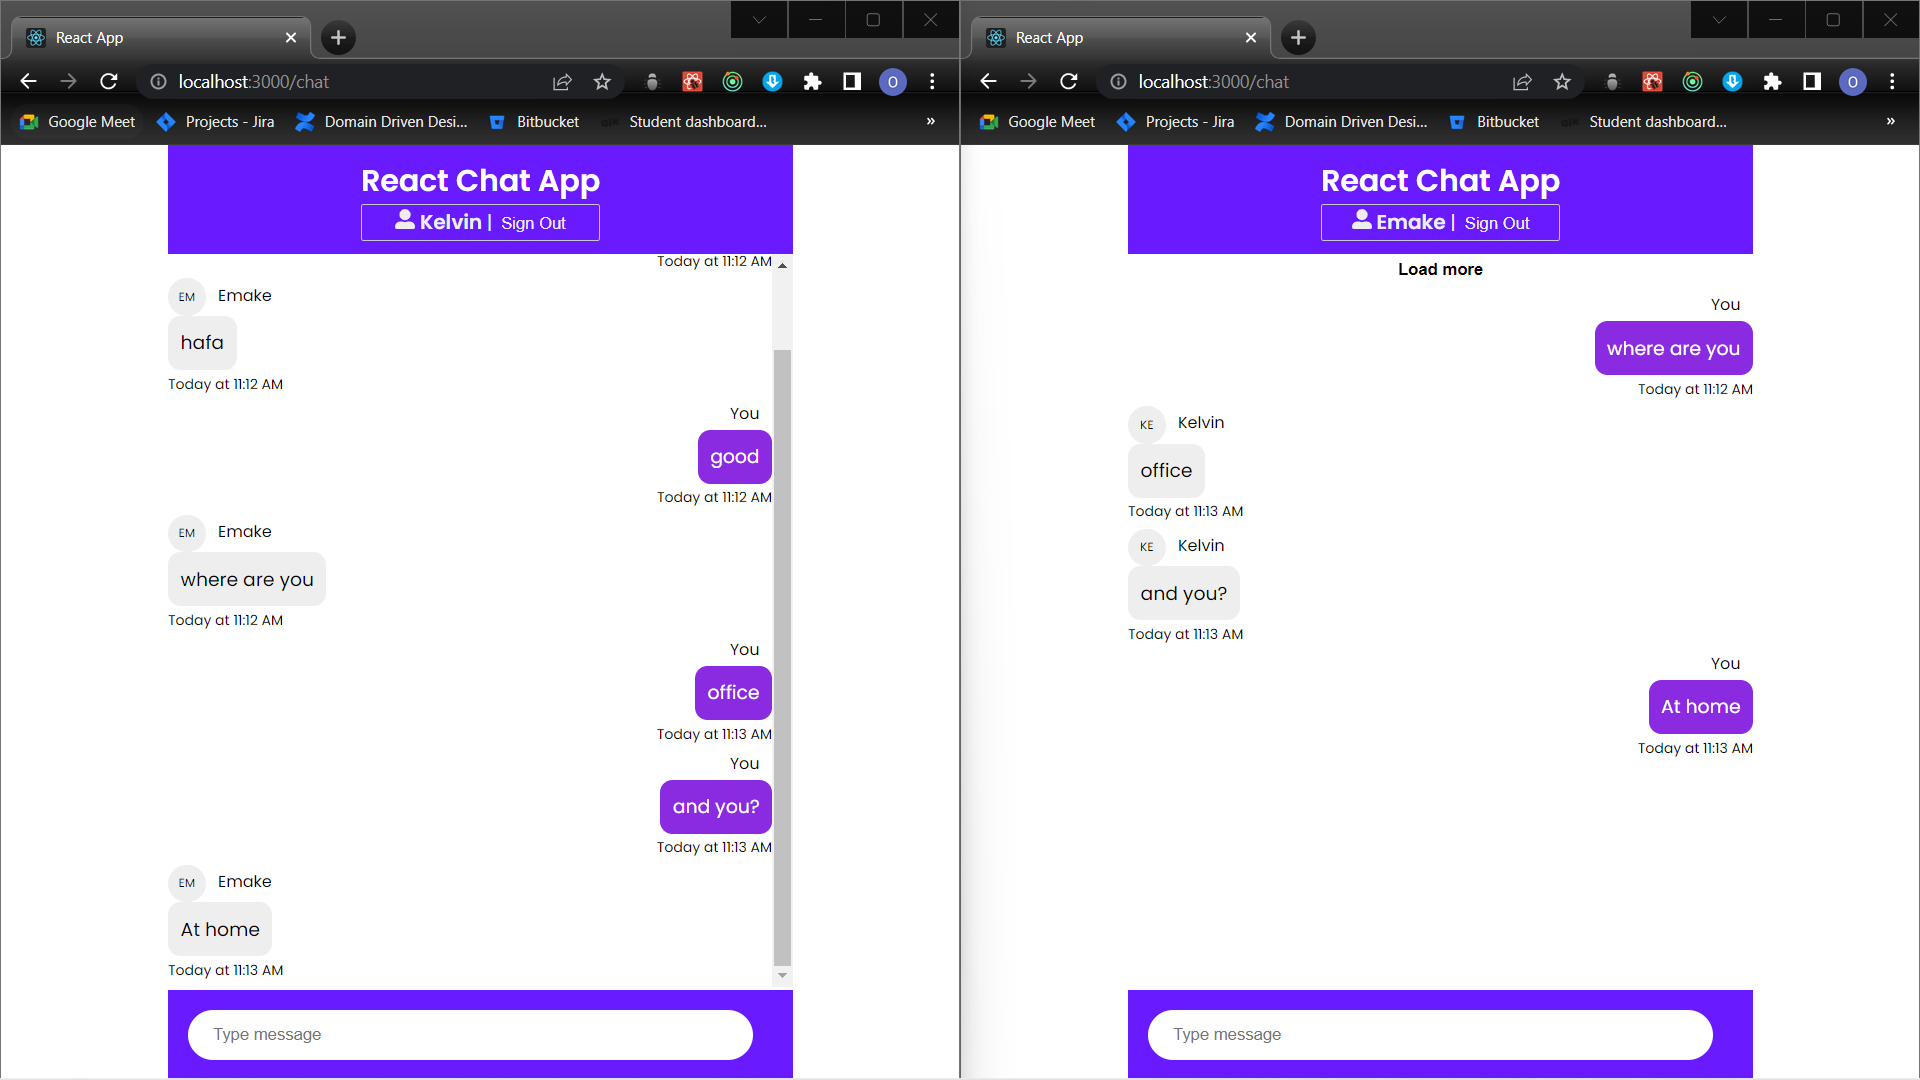 React App
localhost:3000/chat
Google Meet
Projects - Jira
Domain Driven Desi...
Bitbucket
Student dashboard...
»
React Chat App
Kelvin | Sign Out
Today at 11:12 AM
EM Emake
hafa
Today at 11:12 AM
You
good
Today at 11:12 AM
EM Emake
where are you
Today at 11:12 AM
You
office
Today at 11:13 AM
You
and you?
Today at 11:13 AM
EM Emake
At home
Today at 11:13 AM
Type message
React App
localhost:3000/chat
O
O
Google Meet
Projects - Jira
Domain Driven Desi...
Bitbucket
Student dashboard...
»
React Chat App
Emake | Sign Out
Load more
You
where are you
Today at 11:12 AM
KE Kelvin
office
Today at 11:13 AM
KE Kelvin
and you?
Today at 11:13 AM
You
At home
Today at 11:13 AM
Type message